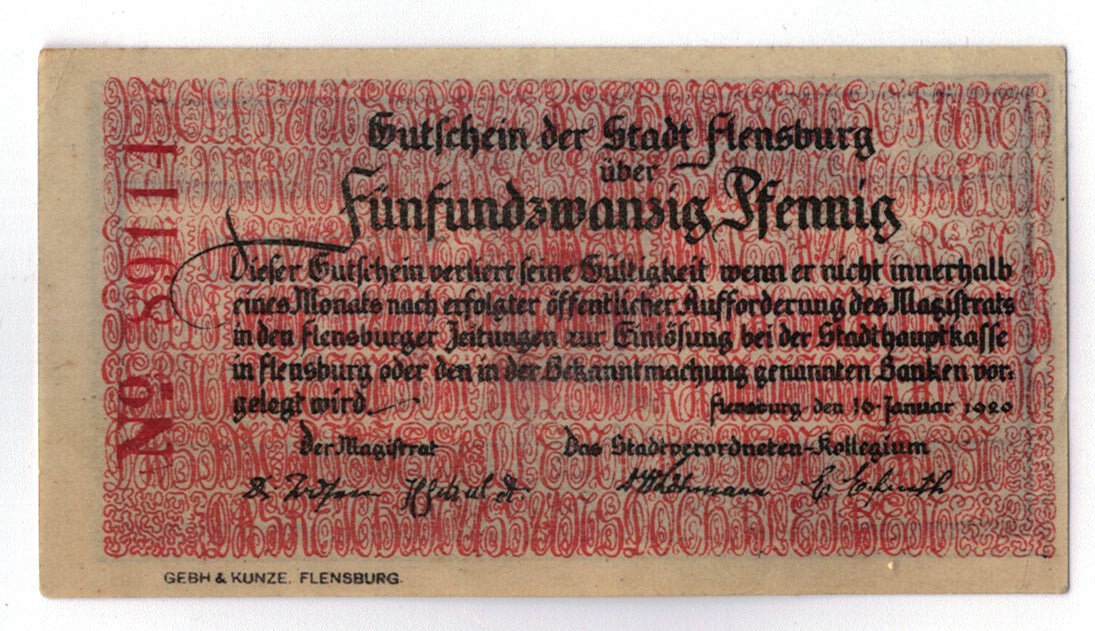 Gutschein der Stadt Flensburg
über
Fünfundzwanzig Pfennig
Dieser Gutschein verliert seine Gültigkeit wenn er nicht innerhalb
eines Monats nach erfolgter öffentlicher Aufforderung des Magistrats
in den Flensburger Zeitungen zur Einlösung bei der Stadthauptkasse
in Flensburg oder den in der Bekanntmachung genannten Banken vor=
gelegt wird.
Flensburg den 16. Januar 1920
Der Magistrat
Das Stadtverordneten-Kollegium
No 89114
GEBH & KUNZE. FLENSBURG.